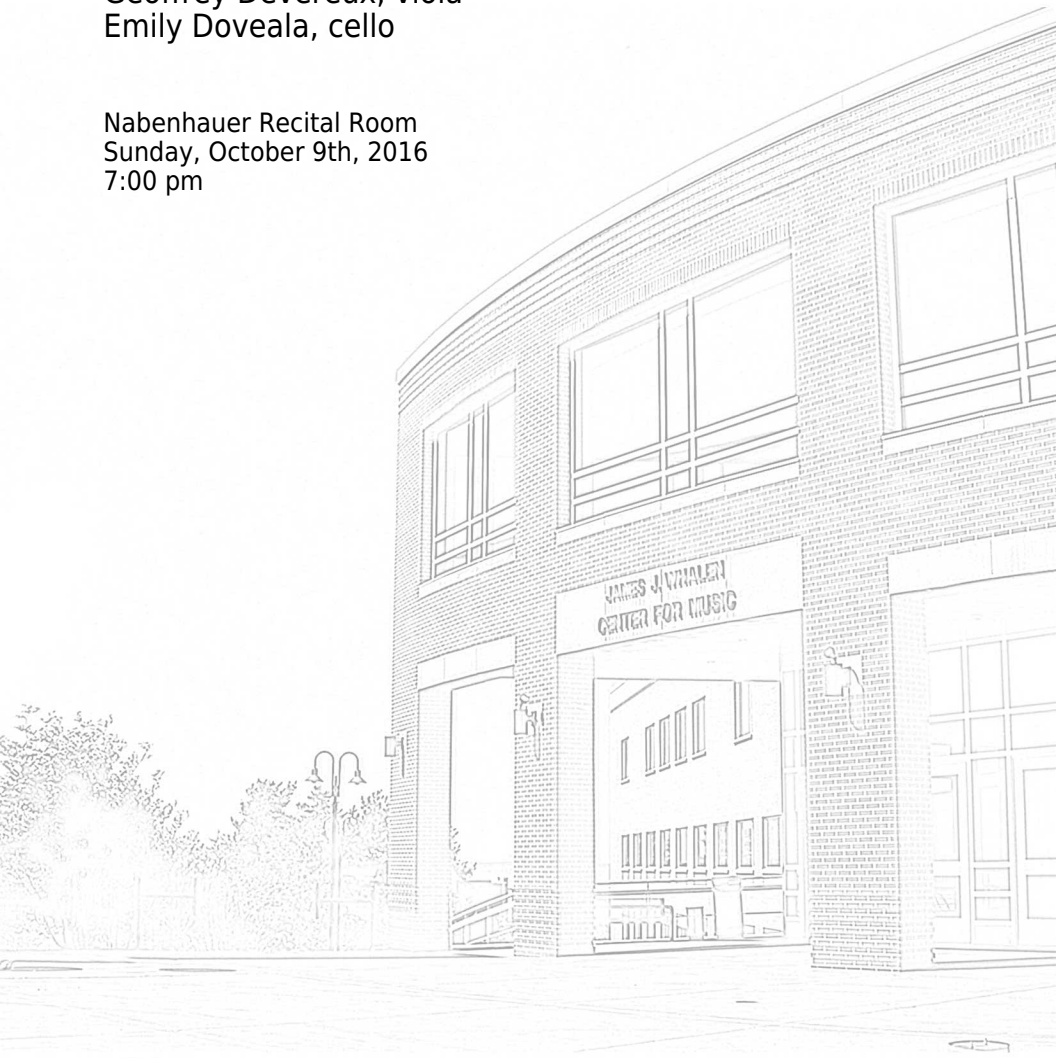 Geoffrey Devereaux, viola
Emily Doveala, cello
Nabenhauer Recital Room
Sunday, October 9th, 2016
7:00 pm
JAMES J. WHALEN
CENTER FOR MUSIC